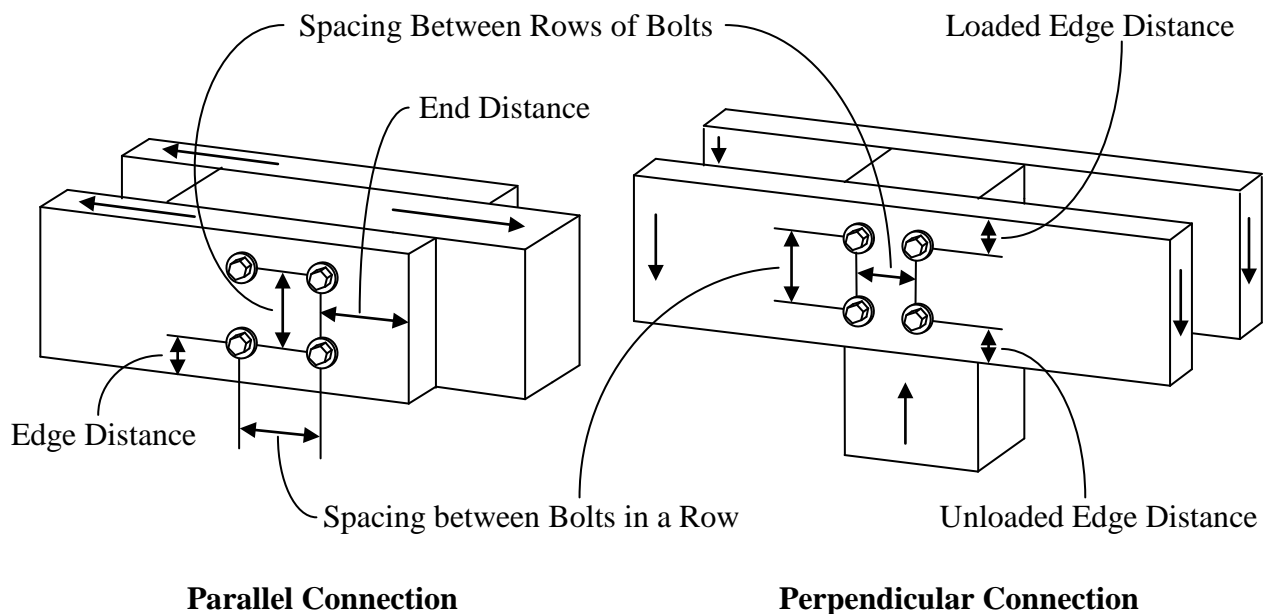 Spacing Between Rows of Bolts
Loaded Edge Distance
End Distance
Edge Distance
Spacing between Bolts in a Row
Unloaded Edge Distance
Parallel Connection
Perpendicular Connection